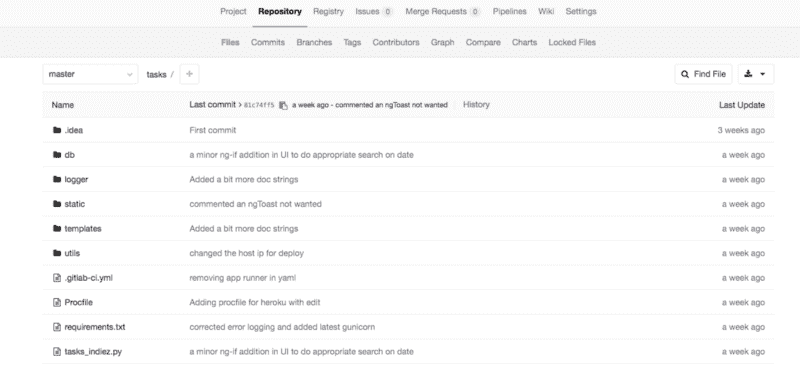 Project Repository Registry Issues 0 Merge Requests 0 Pipelines Wiki Settings
Files Commits Branches Tags Contributors Graph Compare Charts Locked Files
master tasks / + Find File
Name Last commit > 81c74ff5 a week ago - commented an ngToast not wanted History Last Update
.idea First commit 3 weeks ago
db a minor ng-if addition in UI to do appropriate search on date a week ago
logger Added a bit more doc strings a week ago
static commented an ngToast not wanted a week ago
templates Added a bit more doc strings a week ago
utils changed the host ip for deploy a week ago
.gitlab-ci.yml removing app runner in yaml a week ago
Procfile Adding procfile for heroku with edit a week ago
requirements.txt corrected error logging and added latest gunicorn a week ago
tasks_indiez.py a minor ng-if addition in UI to do appropriate search on date a week ago